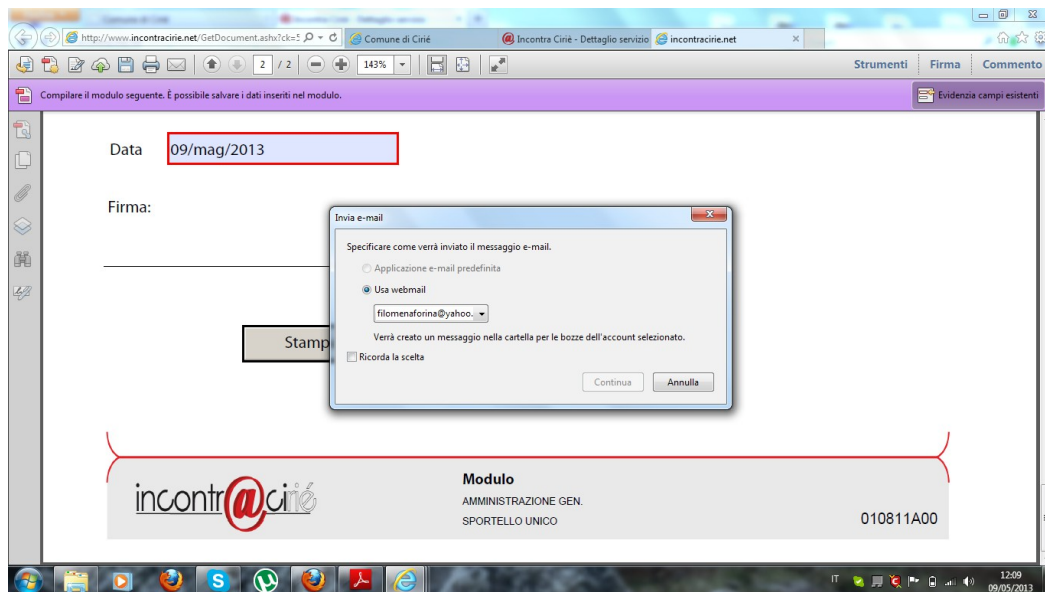 http://www.incontracirie.net/GetDocument.ashx?ck=5
Comune di Cirié
Incontra Ciriè - Dettaglio servizio
incontracirie.net
2 / 2
143%
Strumenti
Firma
Commento
Compilare il modulo seguente. È possibile salvare i dati inseriti nel modulo.
Evidenzia campi esistenti
Data
09/mag/2013
Firma:
Invia e-mail
Specificare come verrà inviato il messaggio e-mail.
Applicazione e-mail predefinita
Usa webmail
filomenaforina@yahoo.
Verrà creato un messaggio nella cartella per le bozze dell'account selezionato.
Ricorda la scelta
Continua
Annulla
Stamp
incontr@cirié
Modulo
AMMINISTRAZIONE GEN.
SPORTELLO UNICO
010811A00
IT
12:09
09/05/2013